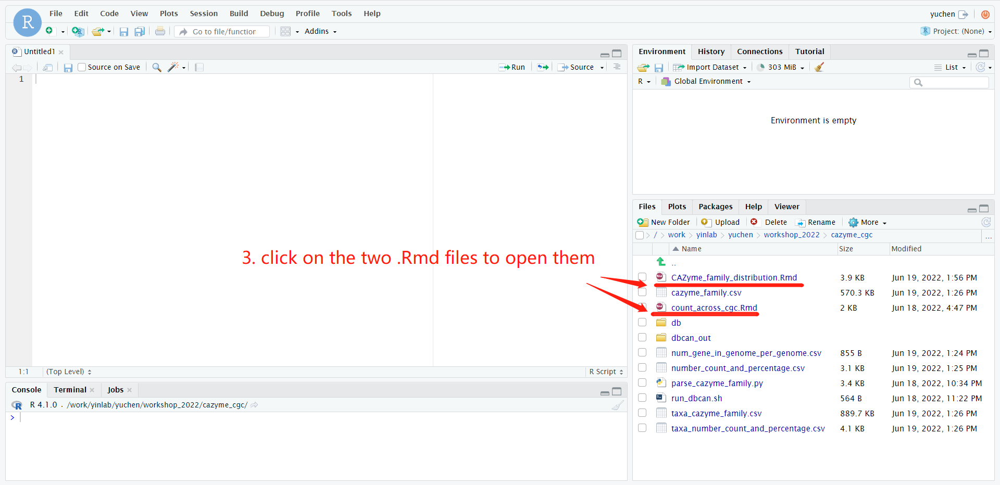 R File Edit Code View Plots Session Build Debug Profile Tools Help yuchen
Go to file/function Addins Project: (None)
Untitled1
Source on Save Run Source
1
1:1 (Top Level) R Script
Console Terminal Jobs
R 4.1.0 . /work/yinlab/yuchen/workshop_2022/cazyme_cgc/
>
3. click on the two .Rmd files to open them
Environment History Connections Tutorial
Import Dataset 303 MiB List
R Global Environment
Environment is empty
Files Plots Packages Help Viewer
New Folder Upload Delete Rename More
/ work yinlab yuchen workshop_2022 cazyme_cgc ...
Name Size Modified
..
CAZyme_family_distribution.Rmd 3.9 KB Jun 19, 2022, 1:56 PM
cazyme_family.csv 570.3 KB Jun 19, 2022, 1:26 PM
count_across_cgc.Rmd 2 KB Jun 18, 2022, 4:47 PM
db
dbcan_out
num_gene_in_genome_per_genome.csv 855 B Jun 19, 2022, 1:24 PM
number_count_and_percentage.csv 3.1 KB Jun 19, 2022, 1:25 PM
parse_cazyme_family.py 3.4 KB Jun 18, 2022, 10:34 PM
run_dbcan.sh 564 B Jun 18, 2022, 11:22 PM
taxa_cazyme_family.csv 889.7 KB Jun 19, 2022, 1:26 PM
taxa_number_count_and_percentage.csv 4.1 KB Jun 19, 2022, 1:26 PM